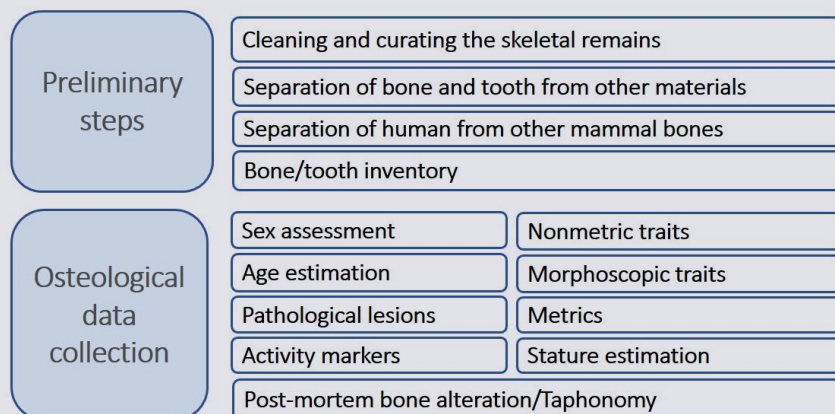 Preliminary
steps
Cleaning and curating the skeletal remains
Separation of bone and tooth from other materials
Separation of human from other mammal bones
Bone/tooth inventory
Osteological
data
collection
Sex assessment
Nonmetric traits
Age estimation
Morphoscopic traits
Pathological lesions
Metrics
Activity markers
Stature estimation
Post-mortem bone alteration/Taphonomy